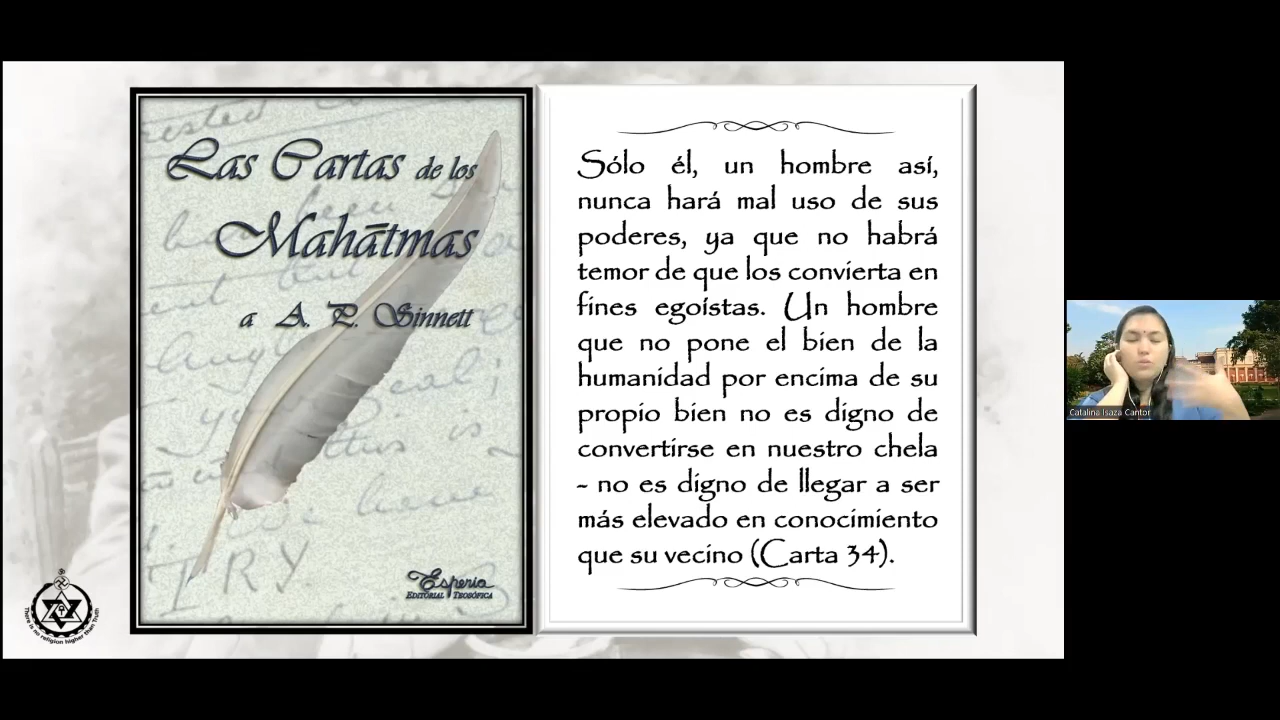 Las Cartas de los
Mahātmas
a A. P. Sinnett
TRY
Esperia
EDITORIAL TEOSÓFICA
Sólo él, un hombre así,
nunca hará mal uso de sus
poderes, ya que no habrá
temor de que los convierta en
fines egoístas. Un hombre
que no pone el bien de la
humanidad por encima de su
propio bien no es digno de
convertirse en nuestro chela
- no es digno de llegar a ser
más elevado en conocimiento
que su vecino (Carta 34).
There is no religion higher than Truth
Catalina Isaza Cantor